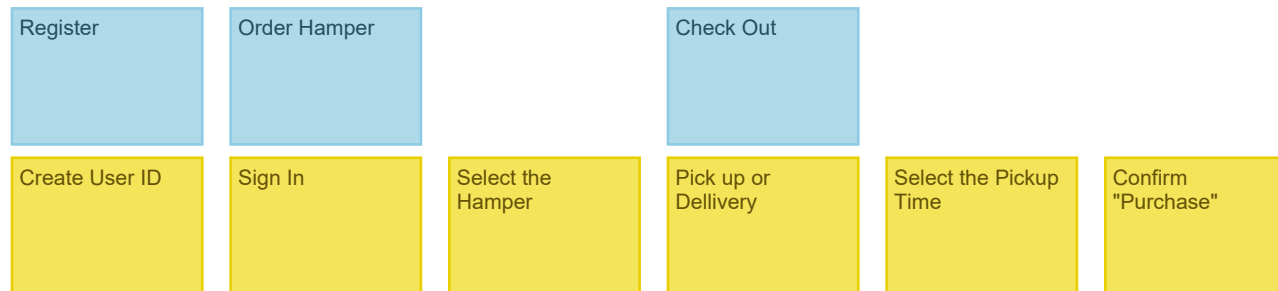 Register
Order Hamper
Check Out
Create User ID
Sign In
Select the
Hamper
Pick up or
Dellivery
Select the Pickup
Time
Confirm
"Purchase"